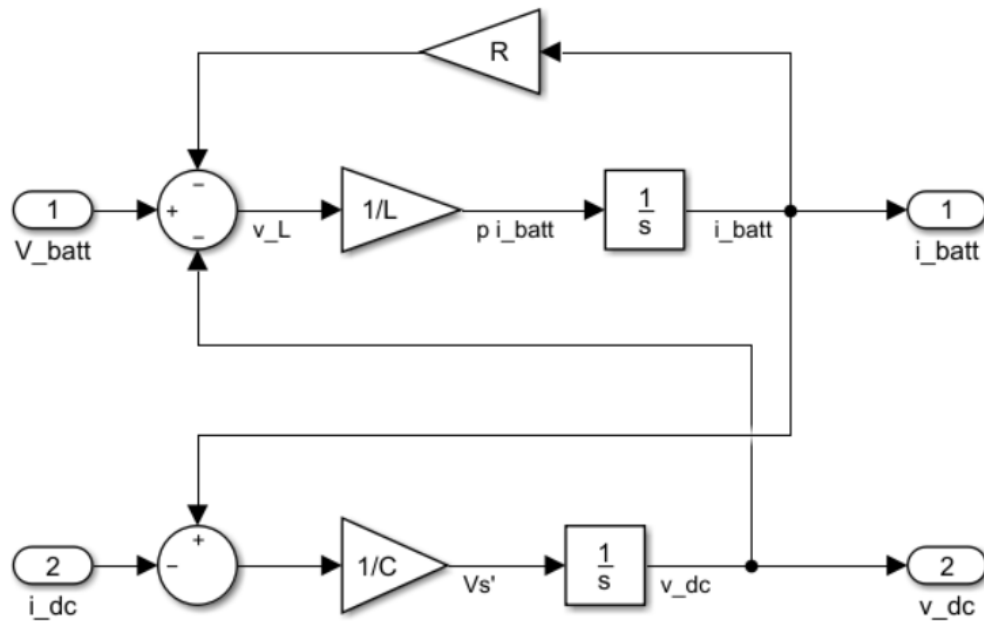 R
−
1
+
−
V_batt
v_L
1/L
p i_batt
1
s
i_batt
1
i_batt
2
i_dc
+
−
1/C
Vs'
1
s
v_dc
2
v_dc